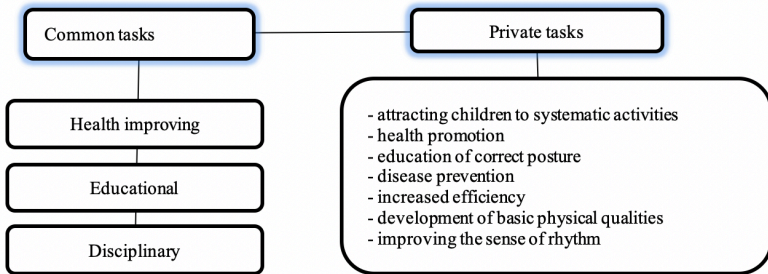 Common tasks
Private tasks
Health improving
Educational
Disciplinary
- attracting children to systematic activities
- health promotion
- education of correct posture
- disease prevention
- increased efficiency
- development of basic physical qualities
- improving the sense of rhythm